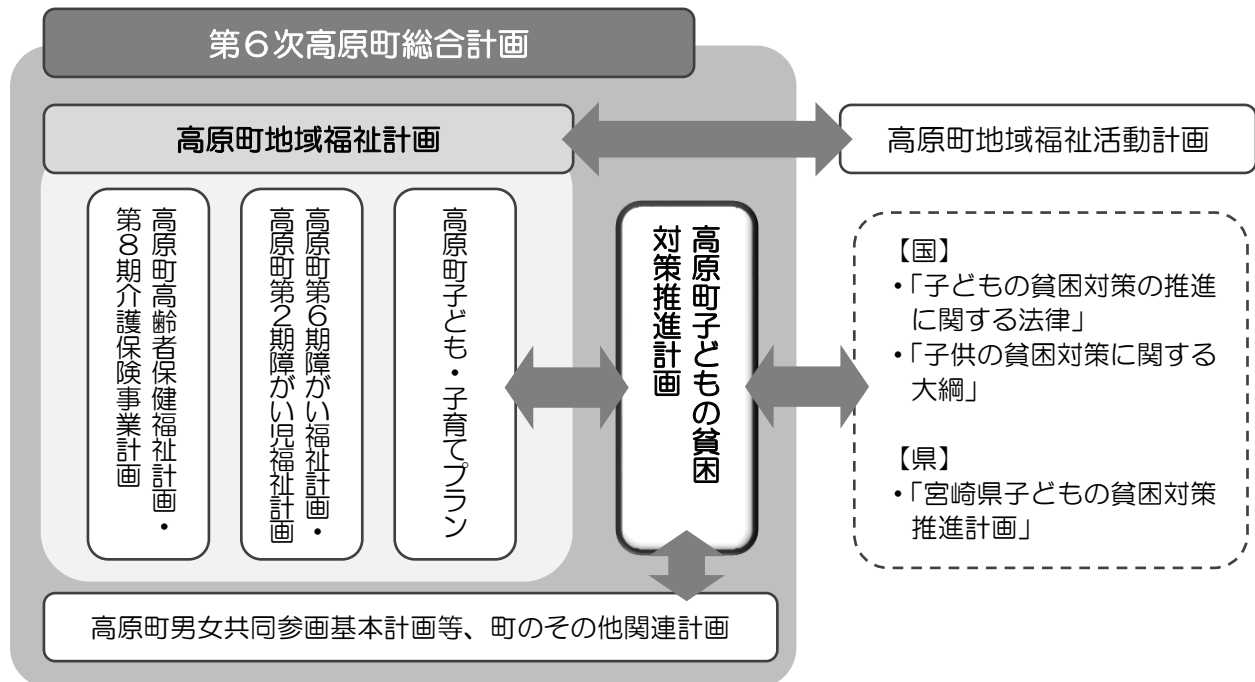 第６次高原町総合計画
高原町地域福祉計画
高原町地域福祉活動計画
高原町高齢者保健福祉計画・
第８期介護保険事業計画
高原町第６期障がい福祉計画・
高原町第２期障がい児福祉計画
高原町子ども・子育てプラン
高原町子どもの貧困
対策推進計画
【国】
・「子どもの貧困対策の推進
に関する法律」
・「子供の貧困対策に関する
大綱」
【県】
・「宮崎県子どもの貧困対策
推進計画」
高原町男女共同参画基本計画等、町のその他関連計画